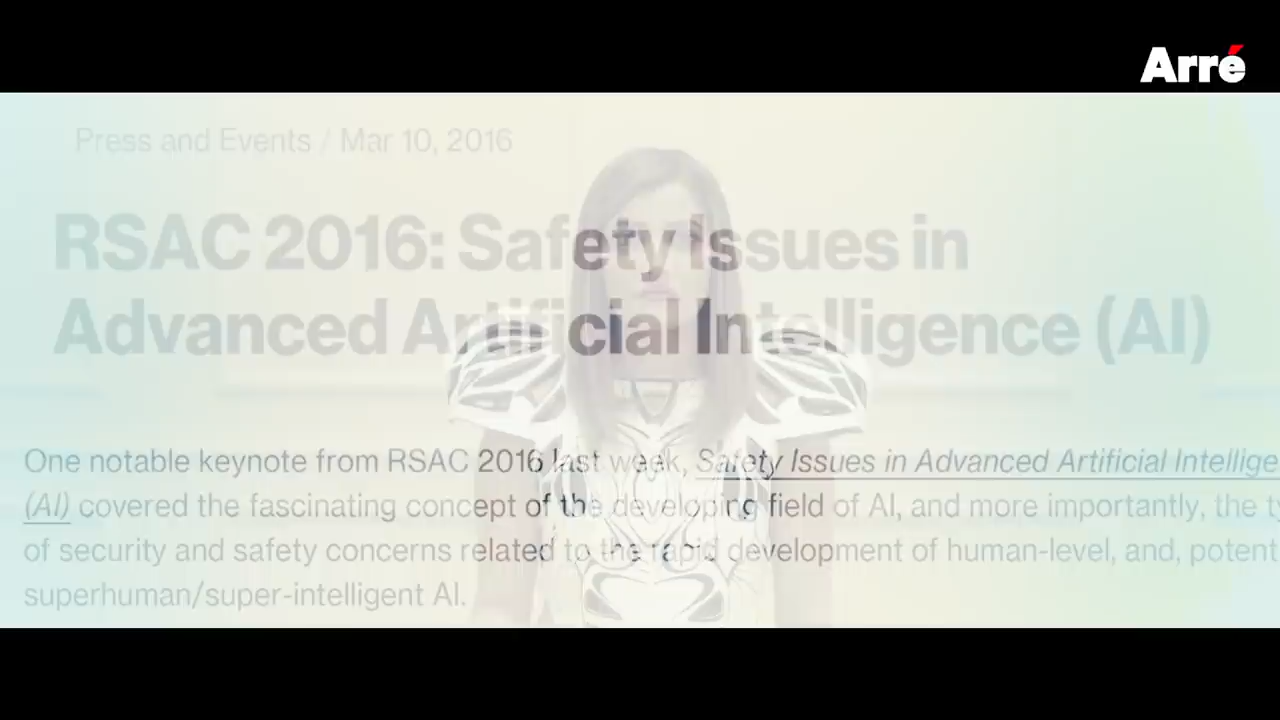 Arré
Press and Events / Mar 10, 2016
RSAC 2016: Safety Issues in
Advanced Artificial Intelligence (AI)
One notable keynote from RSAC 2016 last week, Safety Issues in Advanced Artificial Intellige
(AI) covered the fascinating concept of the developing field of AI, and more importantly, the ty
of security and safety concerns related to the rapid development of human-level, and, potent
superhuman/super-intelligent AI.